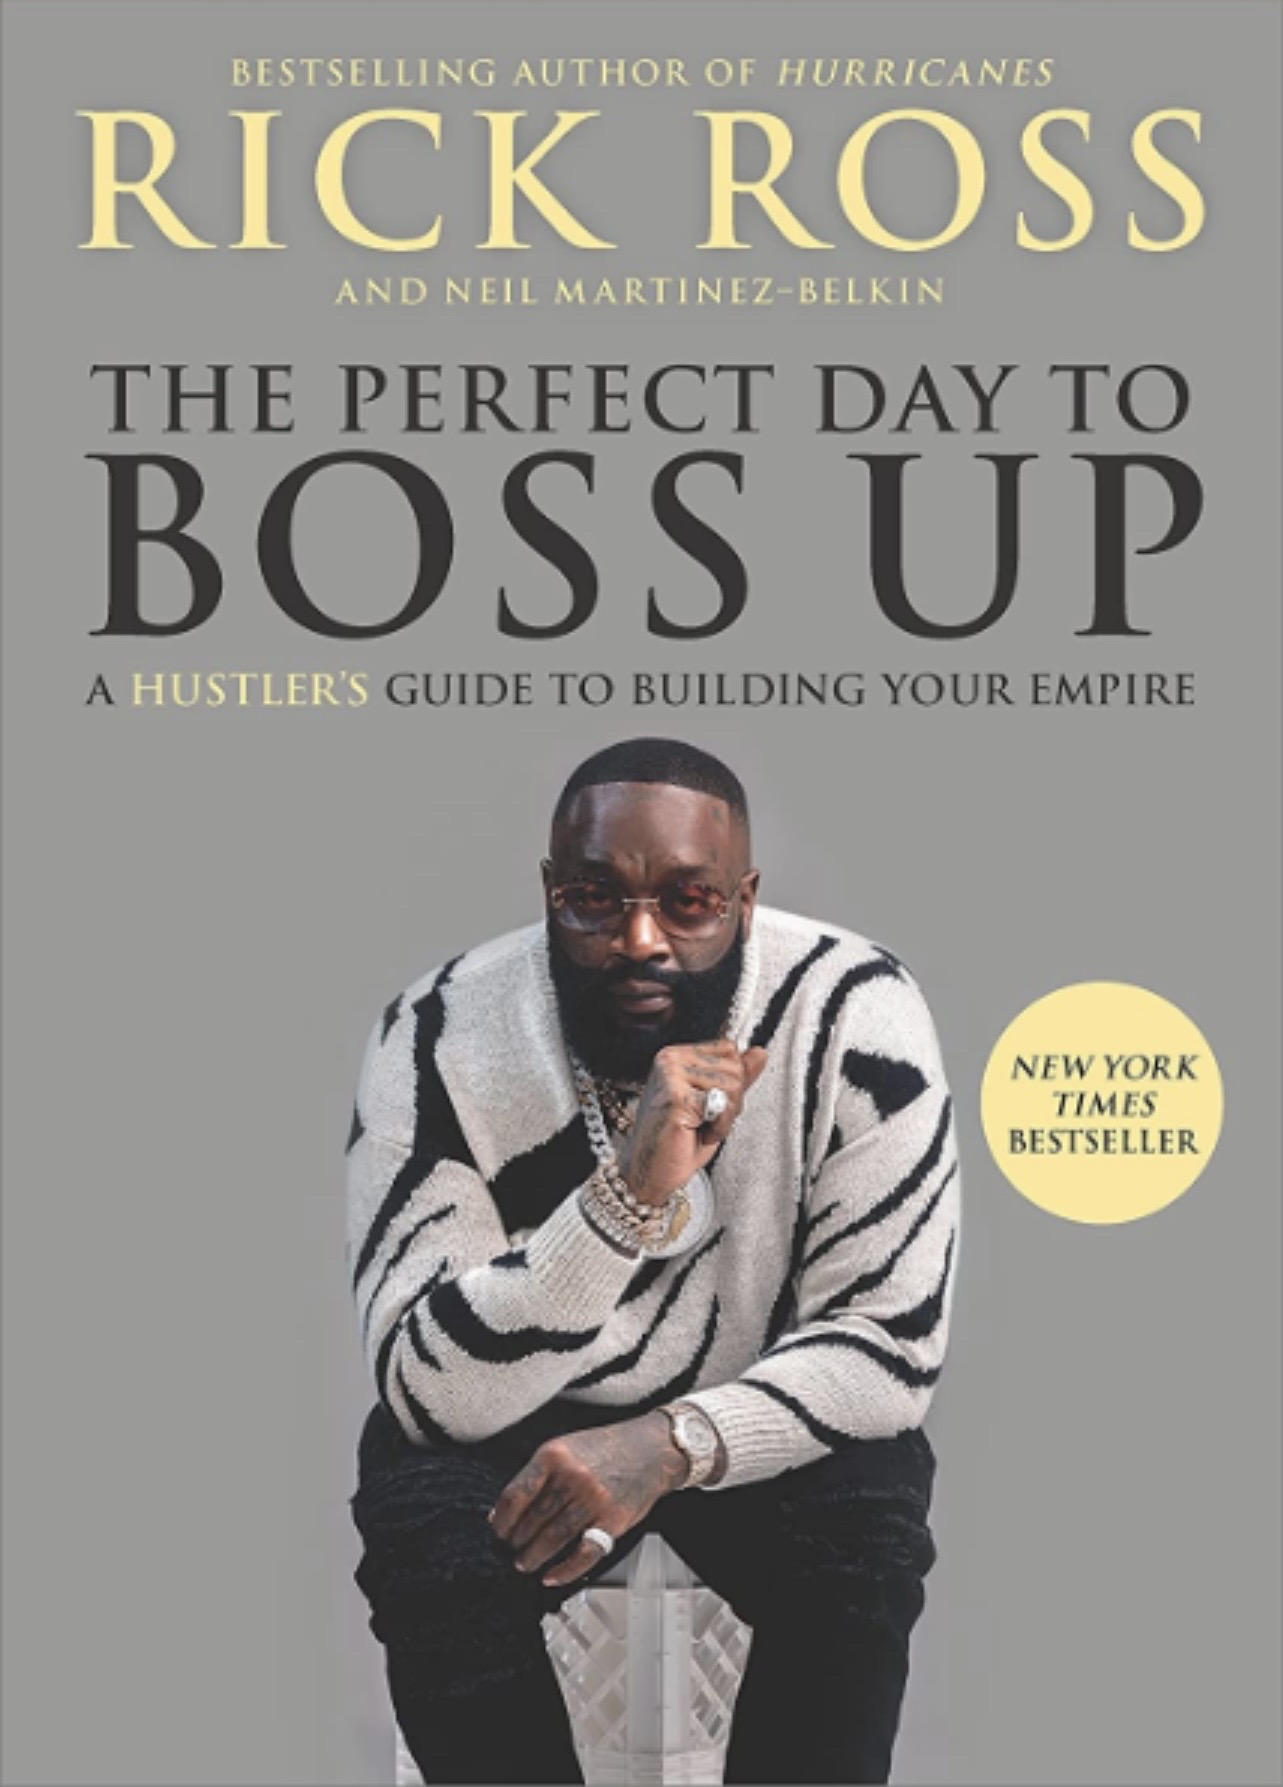 BESTSELLING AUTHOR OF HURRICANES
RICK ROSS
AND NEIL MARTINEZ-BELKIN
THE PERFECT DAY TO
BOSS UP
A HUSTLER'S GUIDE TO BUILDING YOUR EMPIRE
NEW YORK
TIMES
BESTSELLER